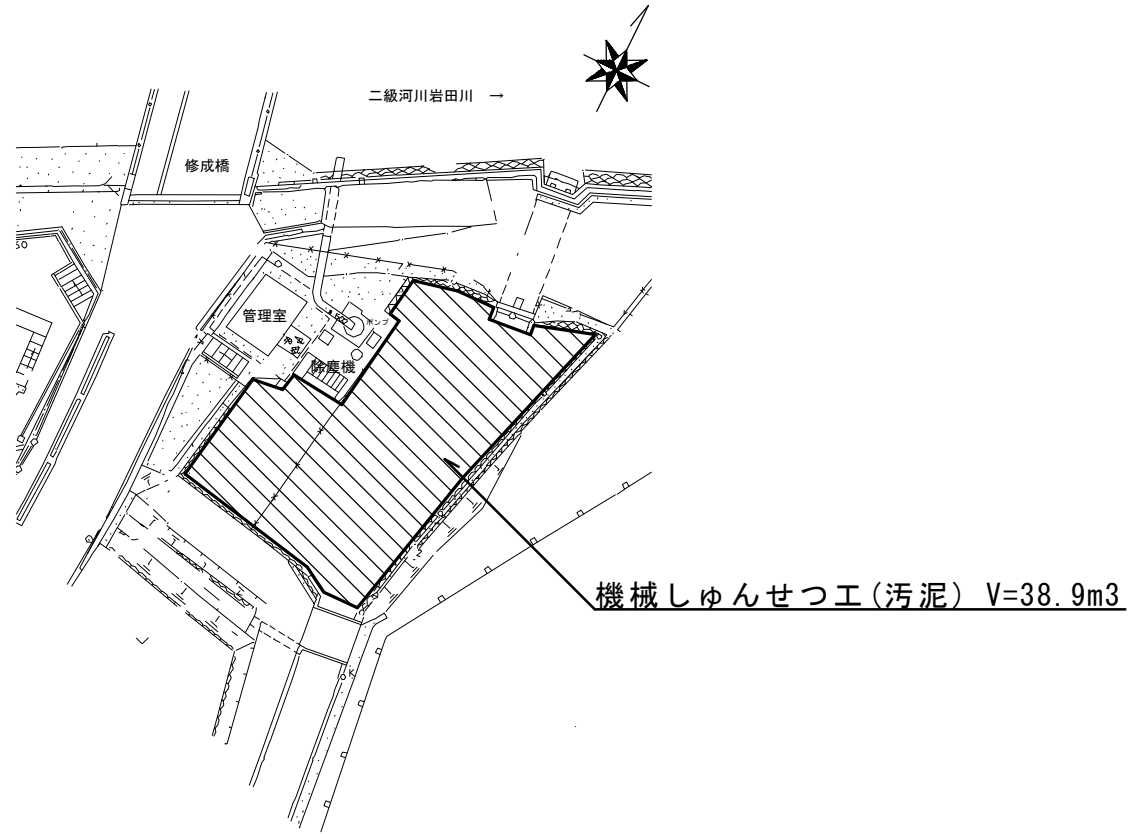 二級河川岩田川 →
修成橋
管理室
ポンプ
除塵機
機械しゅんせつ工(汚泥) V=38.9m3